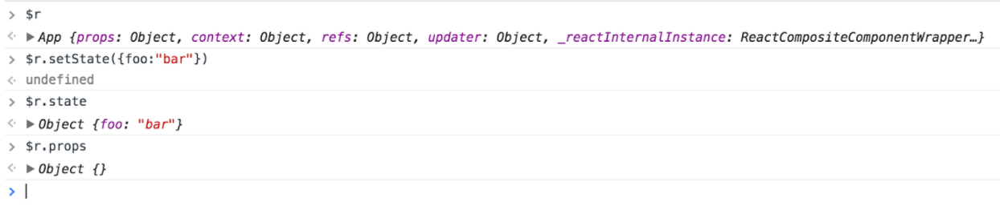 > $r
<· ▶ App {props: Object, context: Object, refs: Object, updater: Object, _reactInternalInstance: ReactCompositeComponentWrapper…}
> $r.setState({foo:"bar"})
<· undefined
> $r.state
<· ▶ Object {foo: "bar"}
> $r.props
<· ▶ Object {}
>